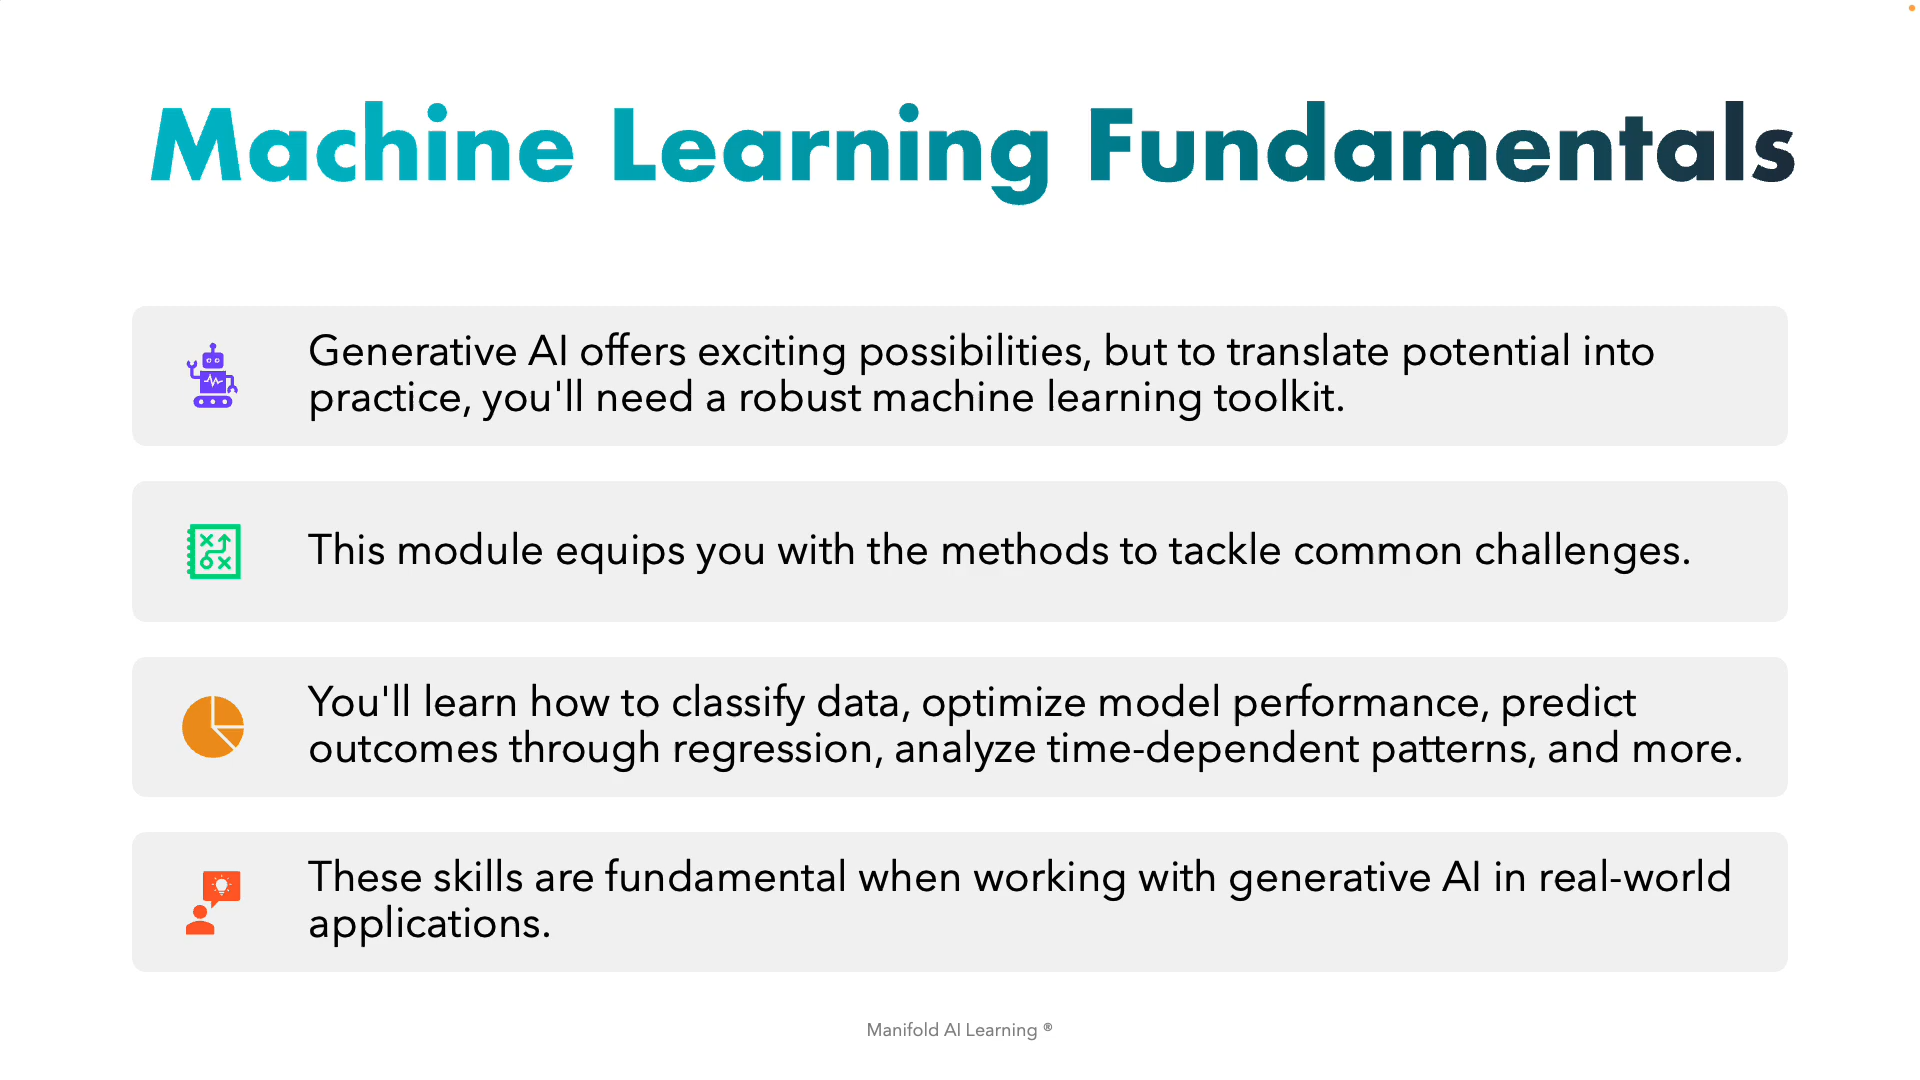 Machine Learning Fundamentals
Generative AI offers exciting possibilities, but to translate potential into
practice, you'll need a robust machine learning toolkit.
This module equips you with the methods to tackle common challenges.
You'll learn how to classify data, optimize model performance, predict
outcomes through regression, analyze time-dependent patterns, and more.
These skills are fundamental when working with generative AI in real-world
applications.
Manifold AI Learning ®